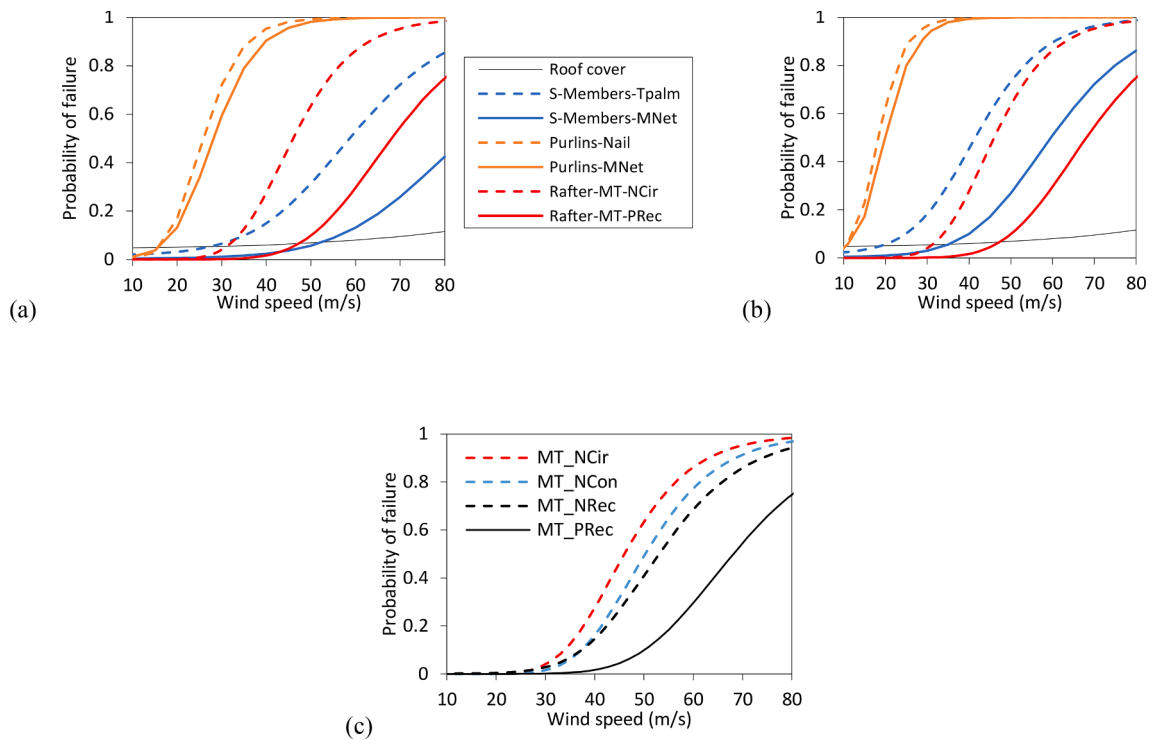 1
0.8
0.6
0.4
0.2
0
Probability of failure
10 20 30 40 50 60 70 80
Wind speed (m/s)
(a)
Roof cover
S-Members-Tpalm
S-Members-MNet
Purlins-Nail
Purlins-MNet
Rafter-MT-NCir
Rafter-MT-PRec
1
0.8
0.6
0.4
0.2
0
Probability of failure
10 20 30 40 50 60 70 80
Wind speed (m/s)
(b)
1
0.8
0.6
0.4
0.2
0
Probability of failure
MT_NCir
MT_NCon
MT_NRec
MT_PRec
10 20 30 40 50 60 70 80
Wind speed (m/s)
(c)